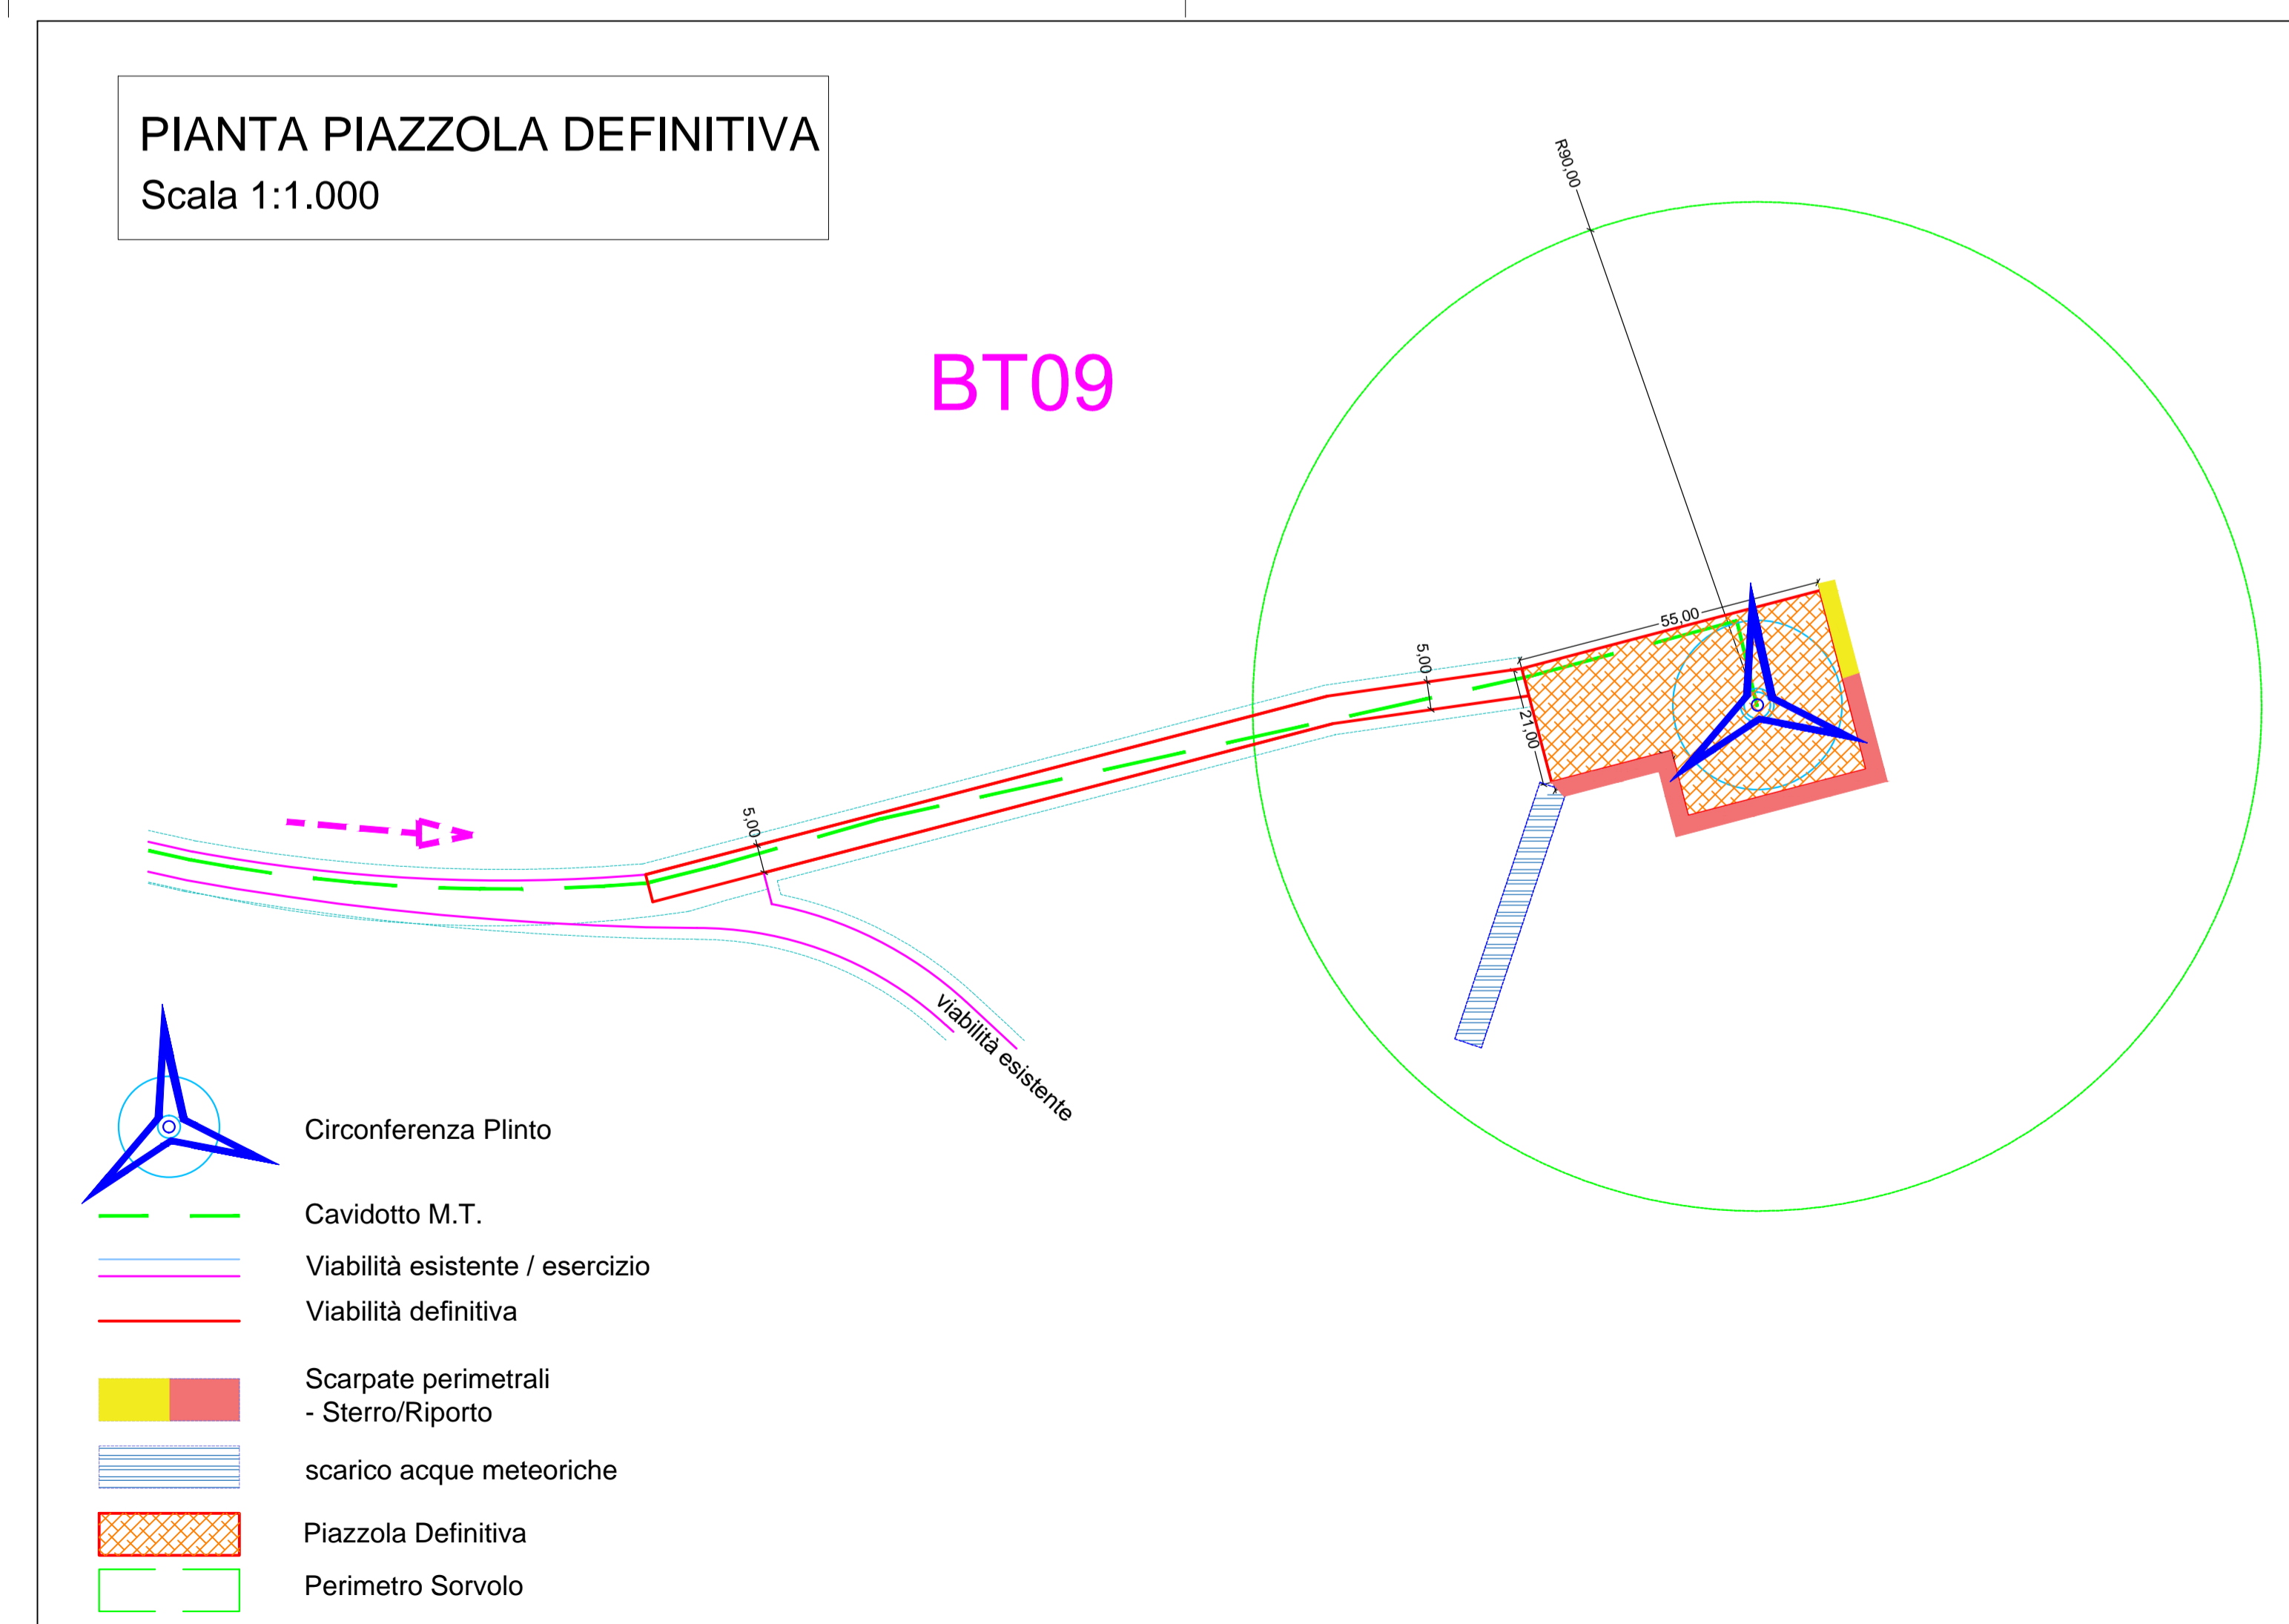 PIANTA PIAZZOLA DEFINITIVA
Scala 1:1.000
R90,00
BT09
55,00
5,00
21,00
5,00
viabilità esistente
Circonferenza Plinto
Cavidotto M.T.
Viabilità esistente / esercizio
Viabilità definitiva
Scarpate perimetrali
- Sterro/Riporto
scarico acque meteoriche
Piazzola Definitiva
Perimetro Sorvolo